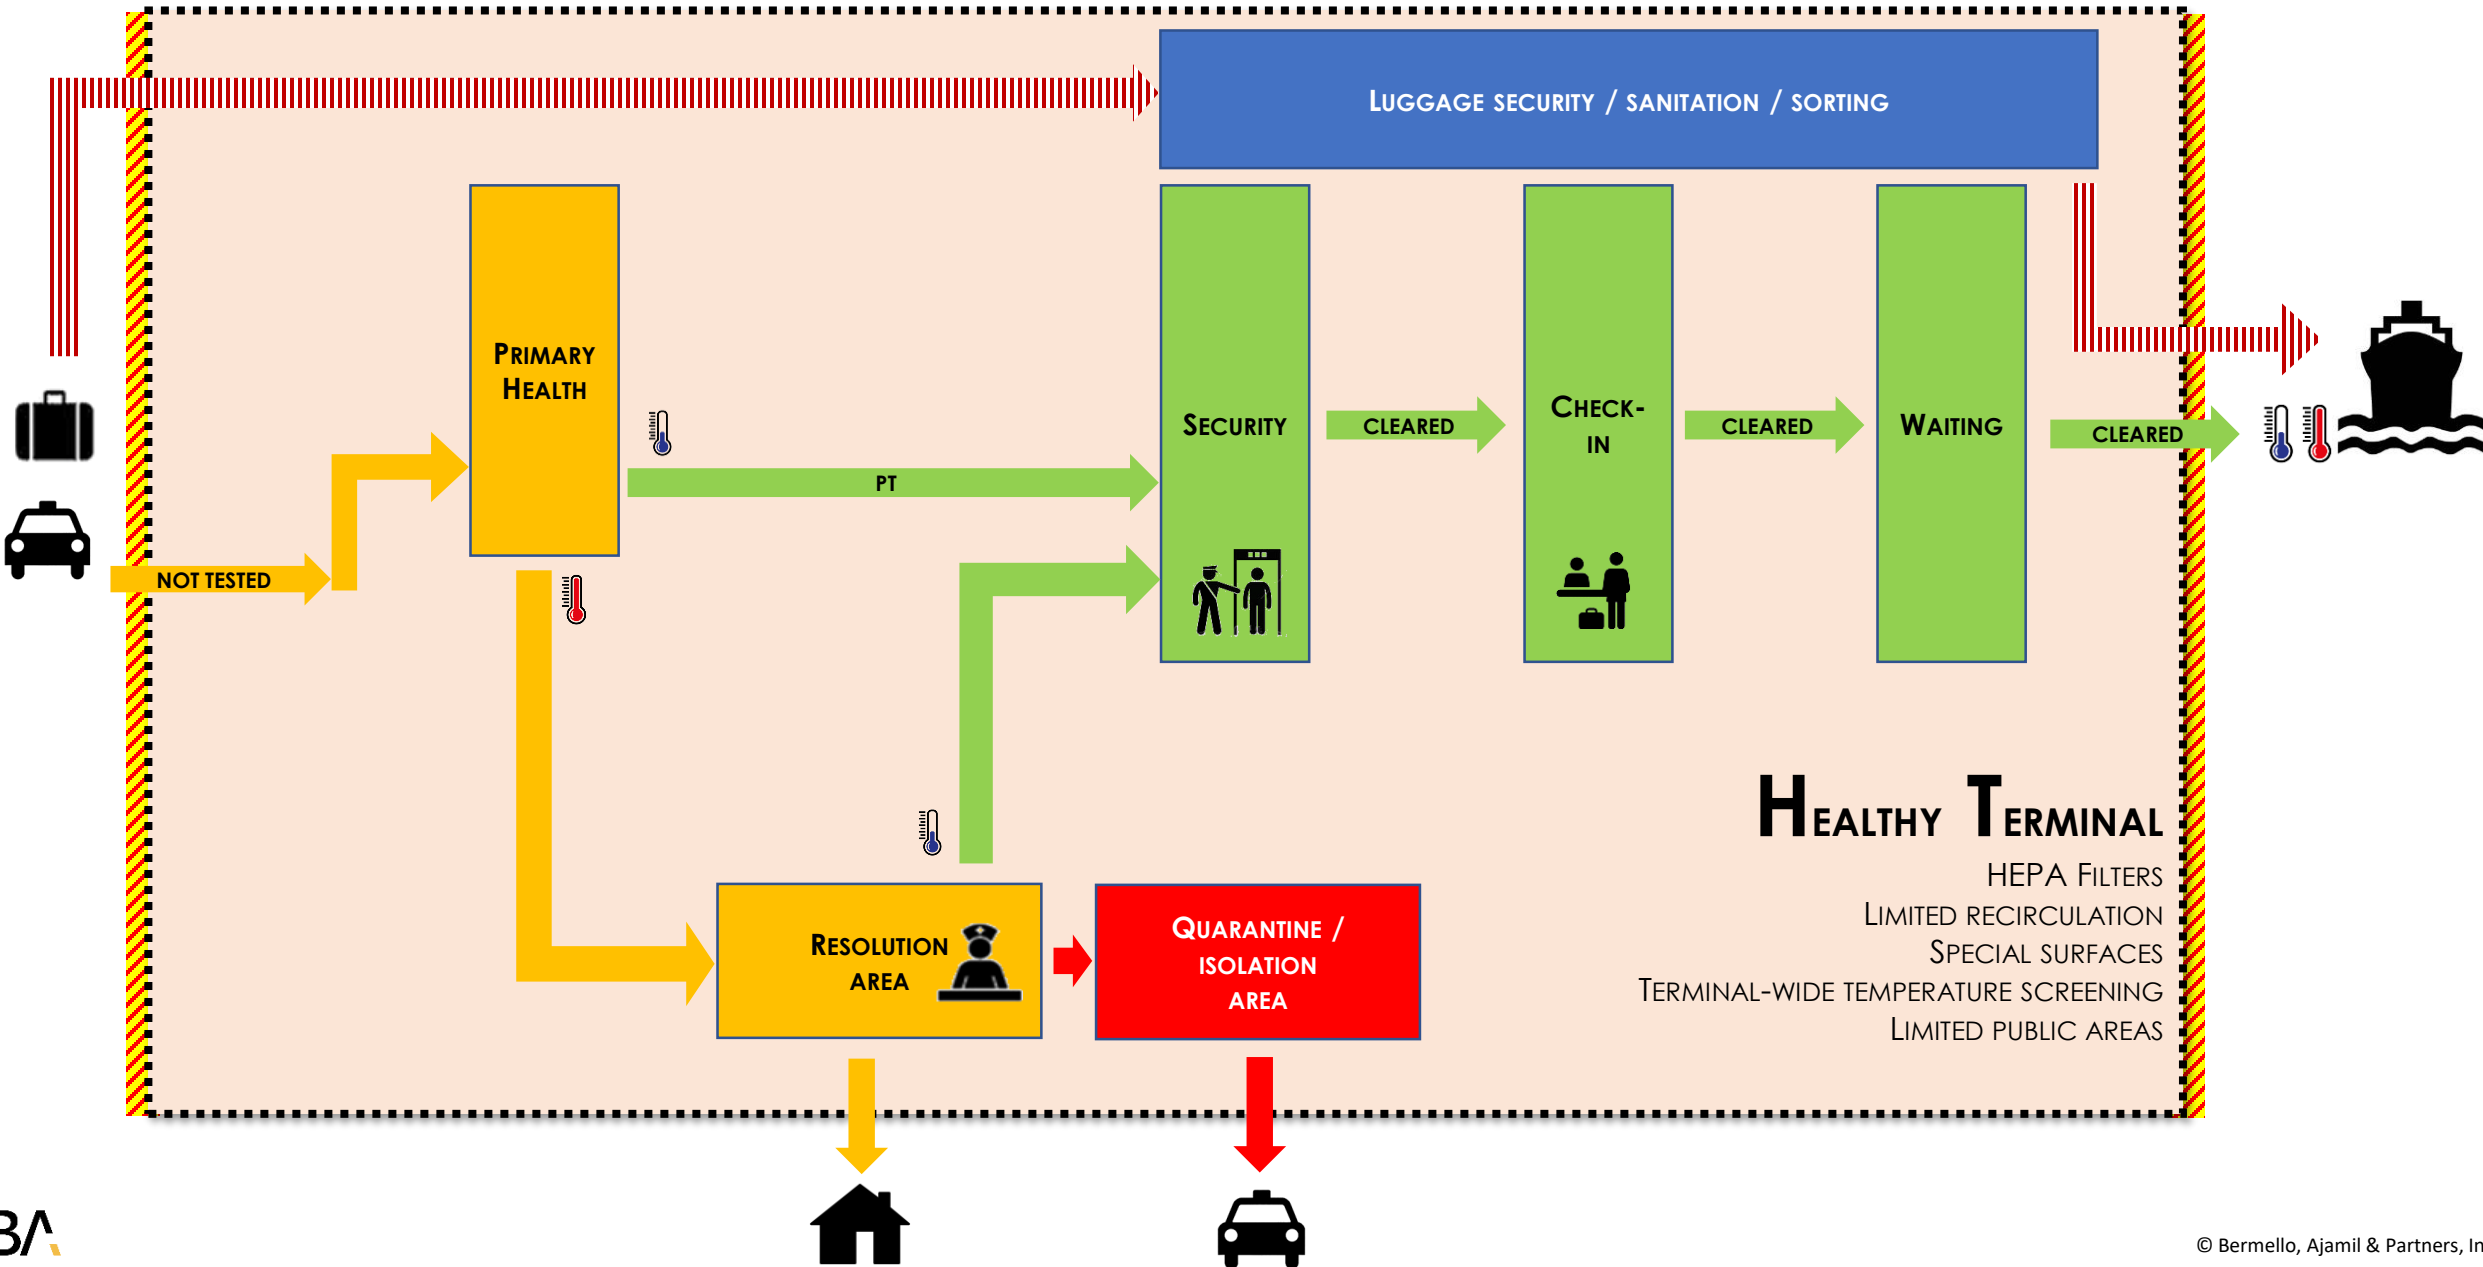 LUGGAGE SECURITY / SANITATION / SORTING
PRIMARY
HEALTH
SECURITY
CLEARED
CHECK-
IN
CLEARED
WAITING
CLEARED
PT
NOT TESTED
HEALTHY TERMINAL
HEPA FILTERS
LIMITED RECIRCULATION
SPECIAL SURFACES
TERMINAL-WIDE TEMPERATURE SCREENING
LIMITED PUBLIC AREAS
RESOLUTION
AREA
QUARANTINE /
ISOLATION
AREA
BA
© Bermello, Ajamil & Partners, In